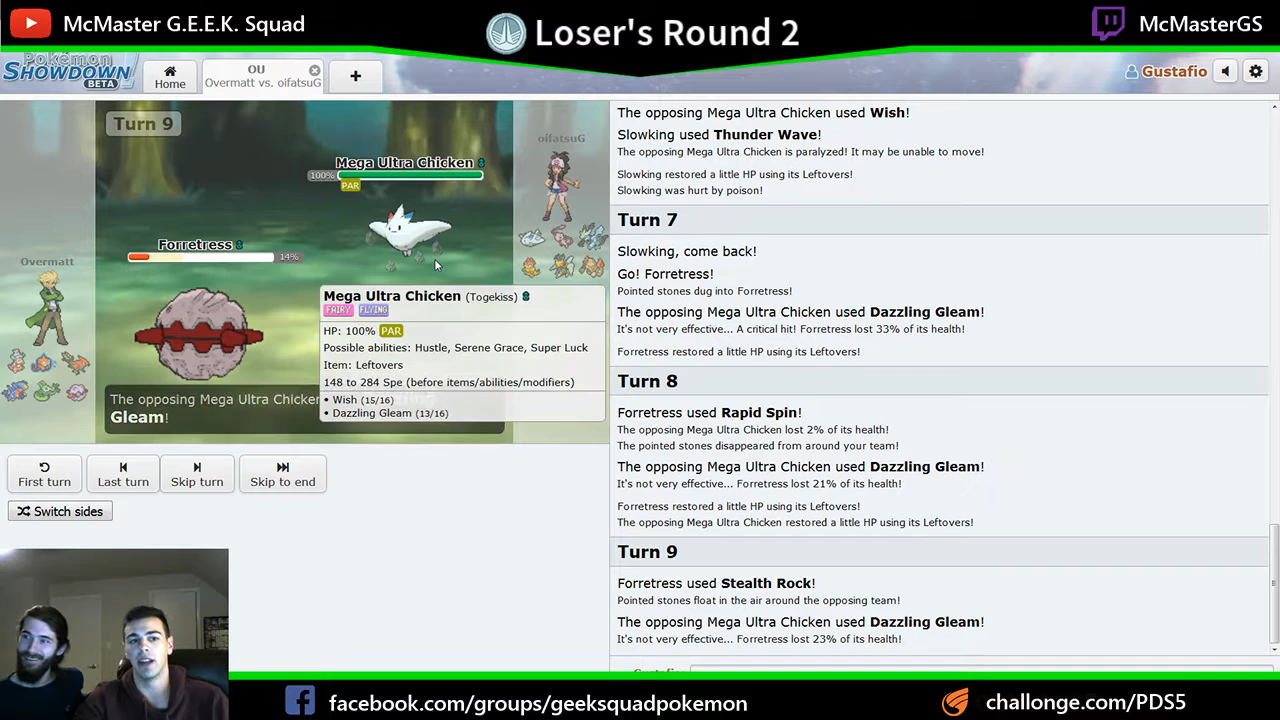 McMaster G.E.E.K. Squad
Loser's Round 2
McMasterGS
Pokémon
SHOWDOWN
BETA
Home
OU
Overmatt vs. oifatsuG
Gustafio
Turn 9
oifatsuG
Mega Ultra Chicken
100%
PAR
Forretress
14%
Overmatt
Mega Ultra Chicken (Togekiss)
FAIRY FLYING
HP: 100% PAR
Possible abilities: Hustle, Serene Grace, Super Luck
Item: Leftovers
148 to 284 Spe (before items/abilities/modifiers)
• Wish (15/16)
• Dazzling Gleam (13/16)
The opposing Mega Ultra Chicken
Gleam!
First turn
Last turn
Skip turn
Skip to end
Switch sides
The opposing Mega Ultra Chicken used Wish!
Slowking used Thunder Wave!
The opposing Mega Ultra Chicken is paralyzed! It may be unable to move!
Slowking restored a little HP using its Leftovers!
Slowking was hurt by poison!
Turn 7
Slowking, come back!
Go! Forretress!
Pointed stones dug into Forretress!
The opposing Mega Ultra Chicken used Dazzling Gleam!
It's not very effective... A critical hit! Forretress lost 33% of its health!
Forretress restored a little HP using its Leftovers!
Turn 8
Forretress used Rapid Spin!
The opposing Mega Ultra Chicken lost 2% of its health!
The pointed stones disappeared from around your team!
The opposing Mega Ultra Chicken used Dazzling Gleam!
It's not very effective... Forretress lost 21% of its health!
Forretress restored a little HP using its Leftovers!
The opposing Mega Ultra Chicken restored a little HP using its Leftovers!
Turn 9
Forretress used Stealth Rock!
Pointed stones float in the air around the opposing team!
The opposing Mega Ultra Chicken used Dazzling Gleam!
It's not very effective... Forretress lost 23% of its health!
facebook.com/groups/geeksquadpokemon
challonge.com/PDS5